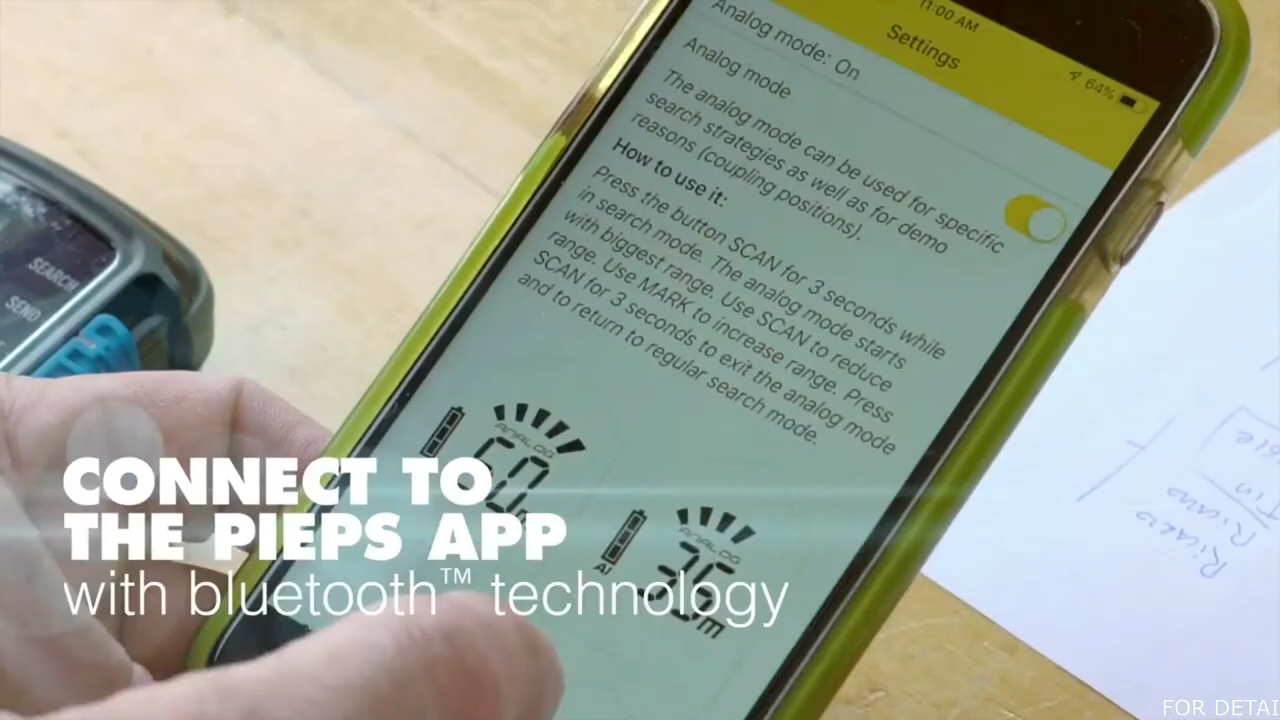 11:00 AM
Settings
64%
Analog mode: On
Analog mode
The analog mode can be used for specific
search strategies as well as for demo
reasons (coupling positions).
How to use it:
Press the button SCAN for 3 seconds while
in search mode. The analog mode starts
with biggest range. Use SCAN to reduce
range. Use MARK to increase range. Press
SCAN for 3 seconds to exit the analog mode
and to return to regular search mode.
SEARCH
SEND
ANALOG
60
ANALOG
36m
Al
CONNECT TO
THE PIEPS APP
with bluetooth™ technology
Ricaro
FOR DETAI